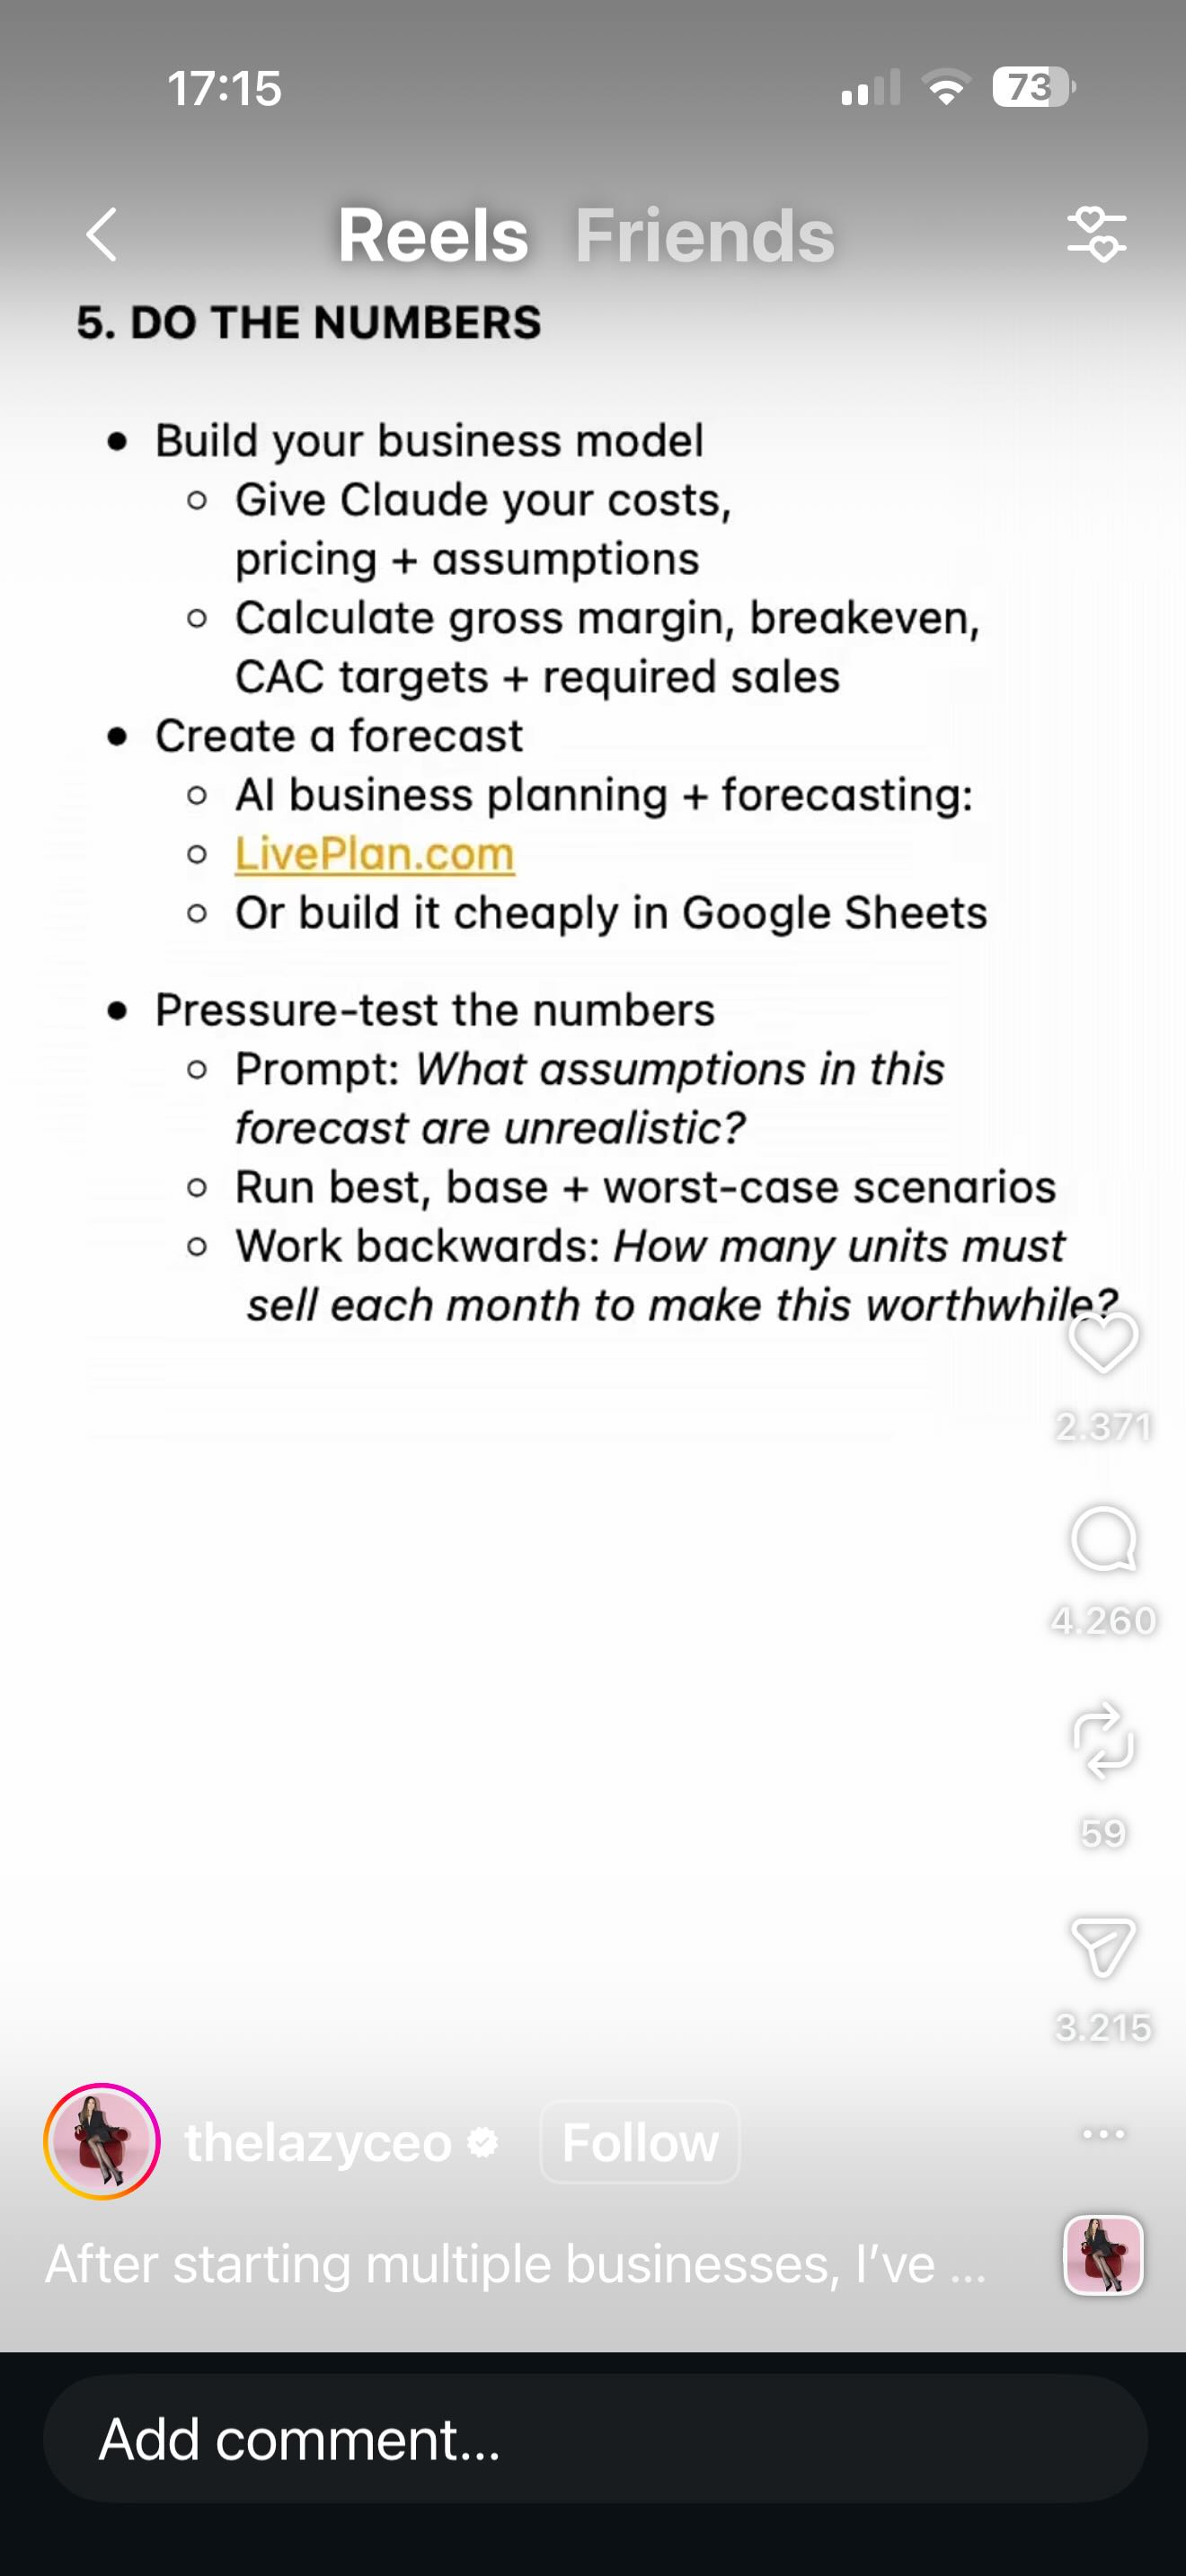 17:15
73
Reels Friends
5. DO THE NUMBERS
● Build your business model
○ Give Claude your costs,
pricing + assumptions
○ Calculate gross margin, breakeven,
CAC targets + required sales
● Create a forecast
○ AI business planning + forecasting:
○ LivePlan.com
○ Or build it cheaply in Google Sheets
● Pressure-test the numbers
○ Prompt: What assumptions in this
forecast are unrealistic?
○ Run best, base + worst-case scenarios
○ Work backwards: How many units must
sell each month to make this worthwhile?
2.371
4.260
59
3.215
thelazyceo Follow
After starting multiple businesses, I’ve ...
Add comment...